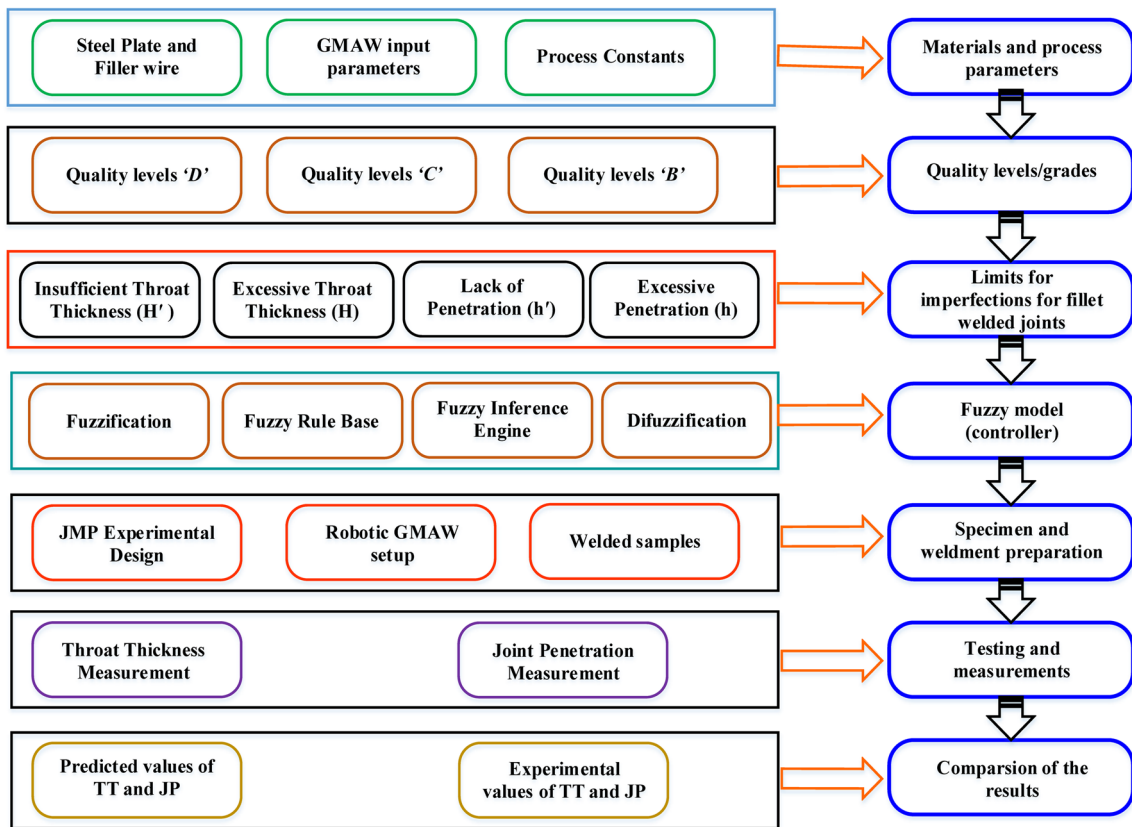 Steel Plate and
Filler wire
GMAW input
parameters
Process Constants
Materials and process
parameters
Quality levels ‘D’
Quality levels ‘C’
Quality levels ‘B’
Quality levels/grades
Insufficient Throat
Thickness (H′ )
Excessive Throat
Thickness (H)
Lack of
Penetration (h′)
Excessive
Penetration (h)
Limits for
imperfections for fillet
welded joints
Fuzzification
Fuzzy Rule Base
Fuzzy Inference
Engine
Difuzzification
Fuzzy model
(controller)
JMP Experimental
Design
Robotic GMAW
setup
Welded samples
Specimen and
weldment preparation
Throat Thickness
Measurement
Joint Penetration
Measurement
Testing and
measurements
Predicted values of
TT and JP
Experimental
values of TT and JP
Comparsion of the
results